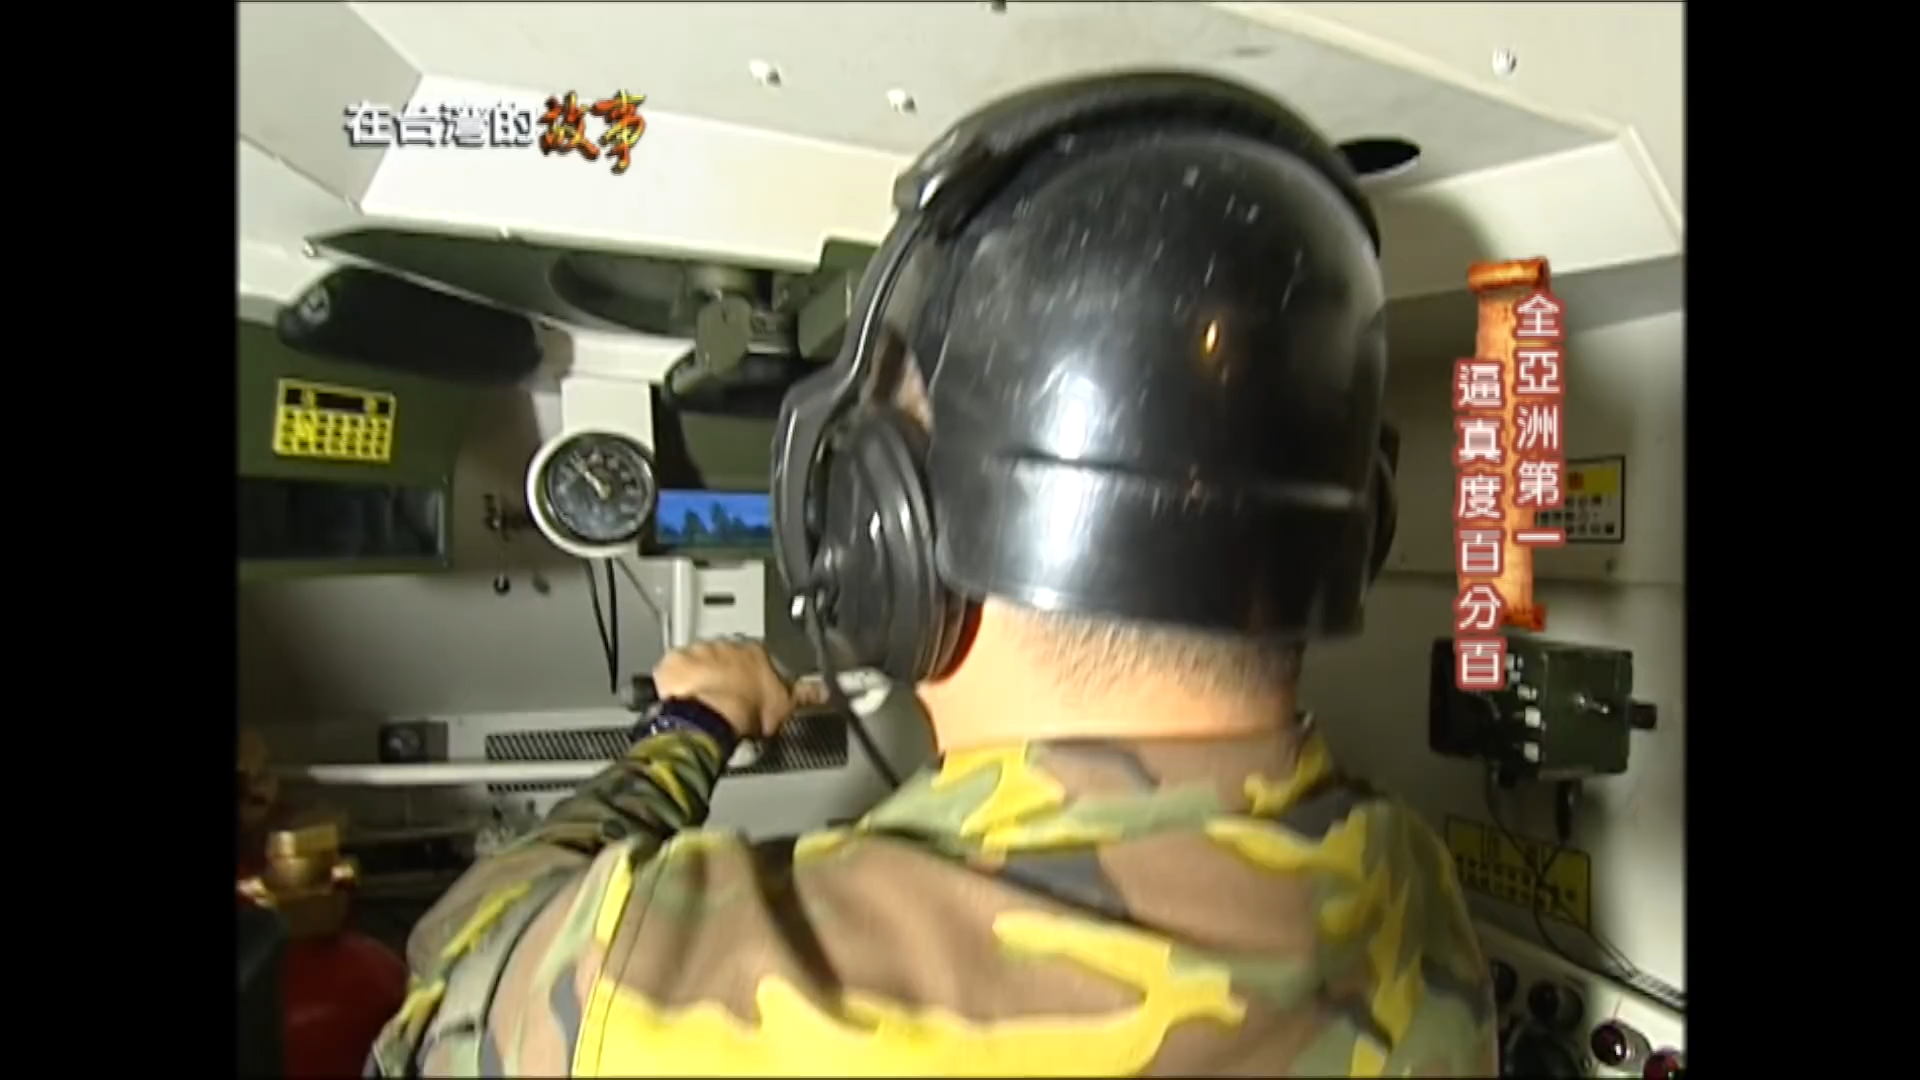 在台灣的故事
全亞洲第一
逼真度百分百